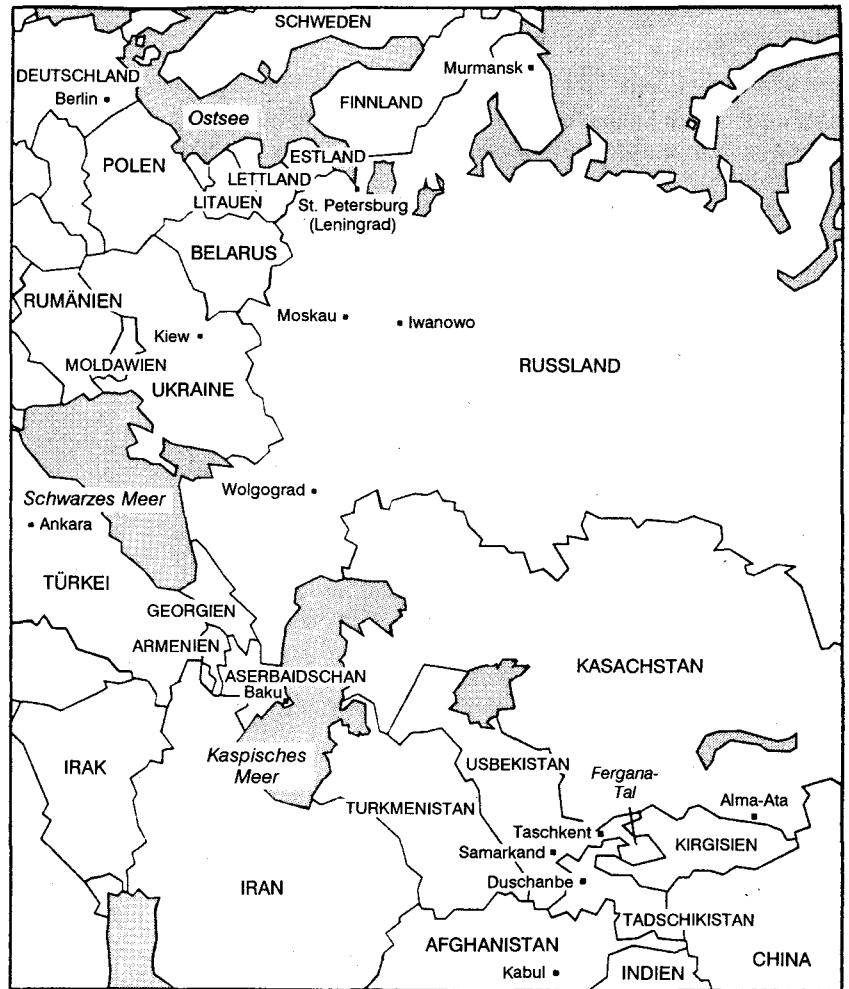 SCHWEDEN
DEUTSCHLAND
Berlin
Murmansk
FINNLAND
Ostsee
ESTLAND
POLEN
LETTLAND
LITAUEN
St. Petersburg
(Leningrad)
BELARUS
RUMÄNIEN
Moskau
Iwanowo
Kiew
MOLDAWIEN
RUSSLAND
UKRAINE
Schwarzes Meer
Wolgograd
Ankara
TÜRKEI
GEORGIEN
ARMENIEN
KASACHSTAN
ASERBAIDSCHAN
Baku
Kaspisches
Meer
IRAK
USBEKISTAN
Fergana-
Tal
TURKMENISTAN
Alma-Ata
Taschkent
KIRGISIEN
Samarkand
Duschanbe
IRAN
TADSCHIKISTAN
AFGHANISTAN
CHINA
Kabul
INDIEN